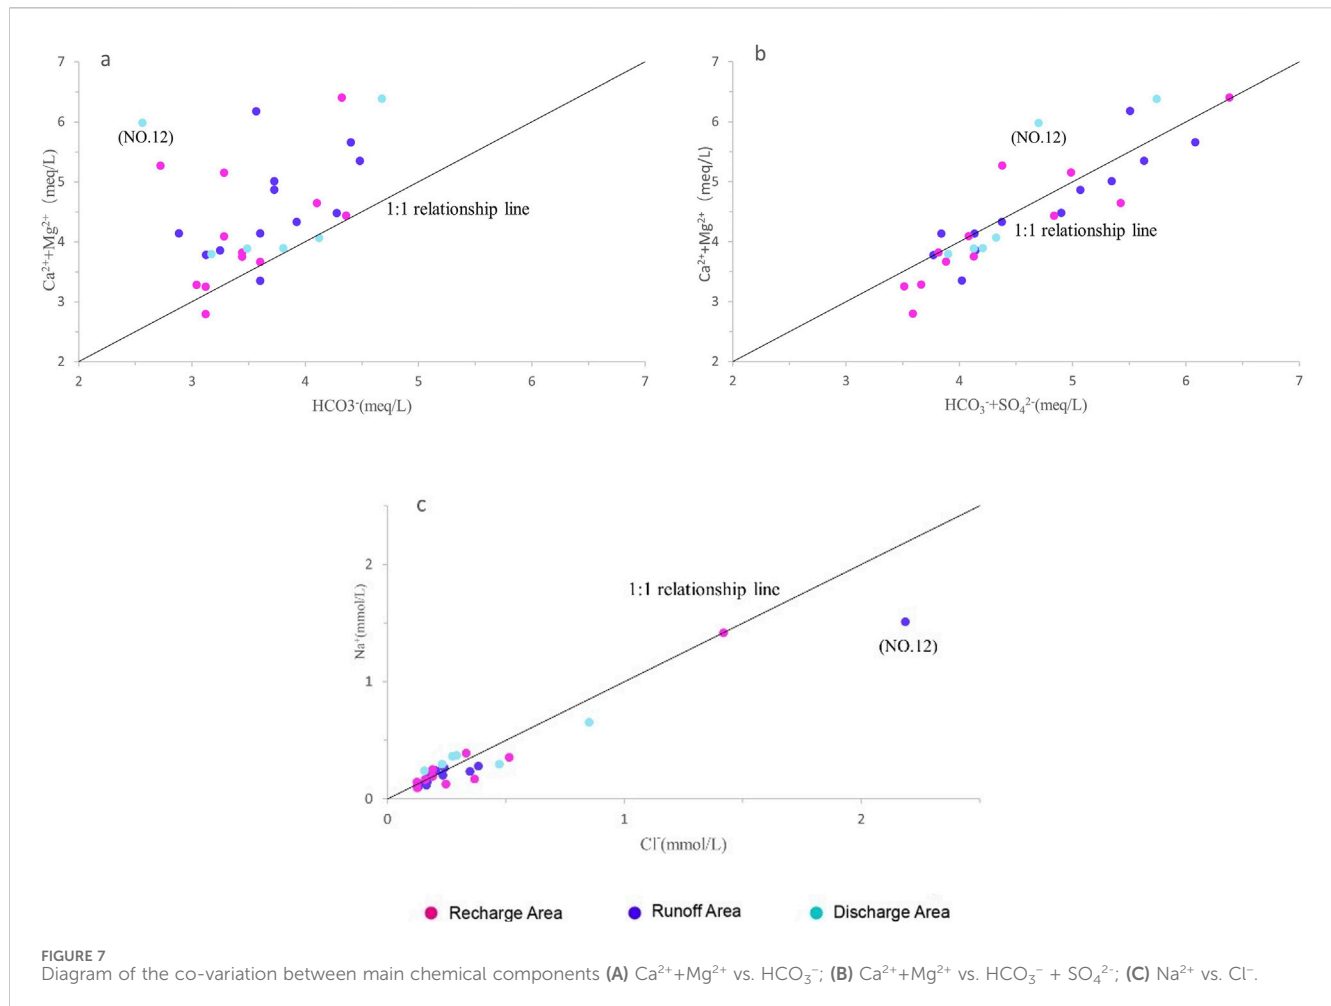 a
7
6
5
4
3
2
Ca²⁺+Mg²⁺ (meq/L)
(NO.12)
1:1 relationship line
2 3 4 5 6 7
HCO3⁻(meq/L)
b
7
6
5
4
3
2
Ca²⁺+Mg²⁺ (meq/L)
(NO.12)
1:1 relationship line
2 3 4 5 6 7
HCO₃⁻+SO₄²⁻(meq/L)
c
2
1
0
Na⁺(mmol/L)
1:1 relationship line
(NO.12)
0 1 2
Cl⁻(mmol/L)
Recharge Area Runoff Area Discharge Area
FIGURE 7
Diagram of the co-variation between main chemical components (A) Ca²⁺+Mg²⁺ vs. HCO₃⁻; (B) Ca²⁺+Mg²⁺ vs. HCO₃⁻ + SO₄²⁻; (C) Na²⁺ vs. Cl⁻.